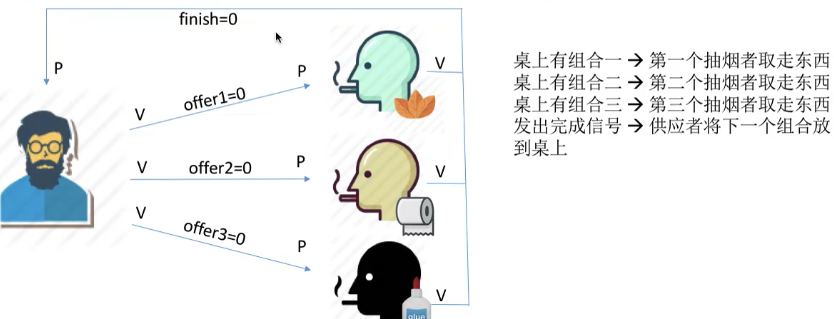 finish=0
P
V
offer1=0
P
V
V
offer2=0
P
V
V
offer3=0
P
V
glue
桌上有组合一 → 第一个抽烟者取走东西
桌上有组合二 → 第二个抽烟者取走东西
桌上有组合三 → 第三个抽烟者取走东西
发出完成信号 → 供应者将下一个组合放
到桌上